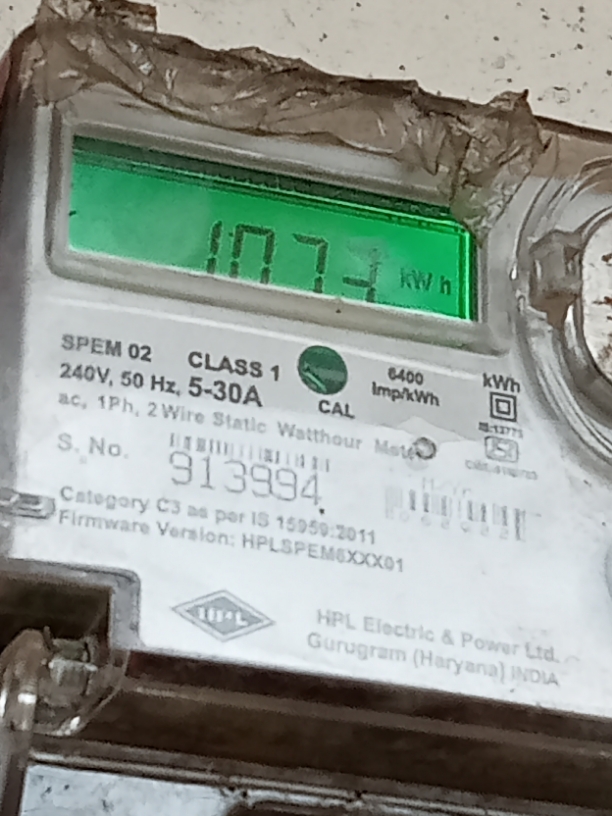 kWh
SPEM 02 CLASS 1 6400 kWh
240V, 50 Hz, 5-30A CAL Imp/kWh
ac, 1Ph, 2 Wire Static Watthour Meter
S. No. 913994
Category C3 as per IS 15959:2011
Firmware Version: HPLSPEM6XXX01
HPL
HPL Electric & Power Ltd.
Gurugram (Haryana) INDIA